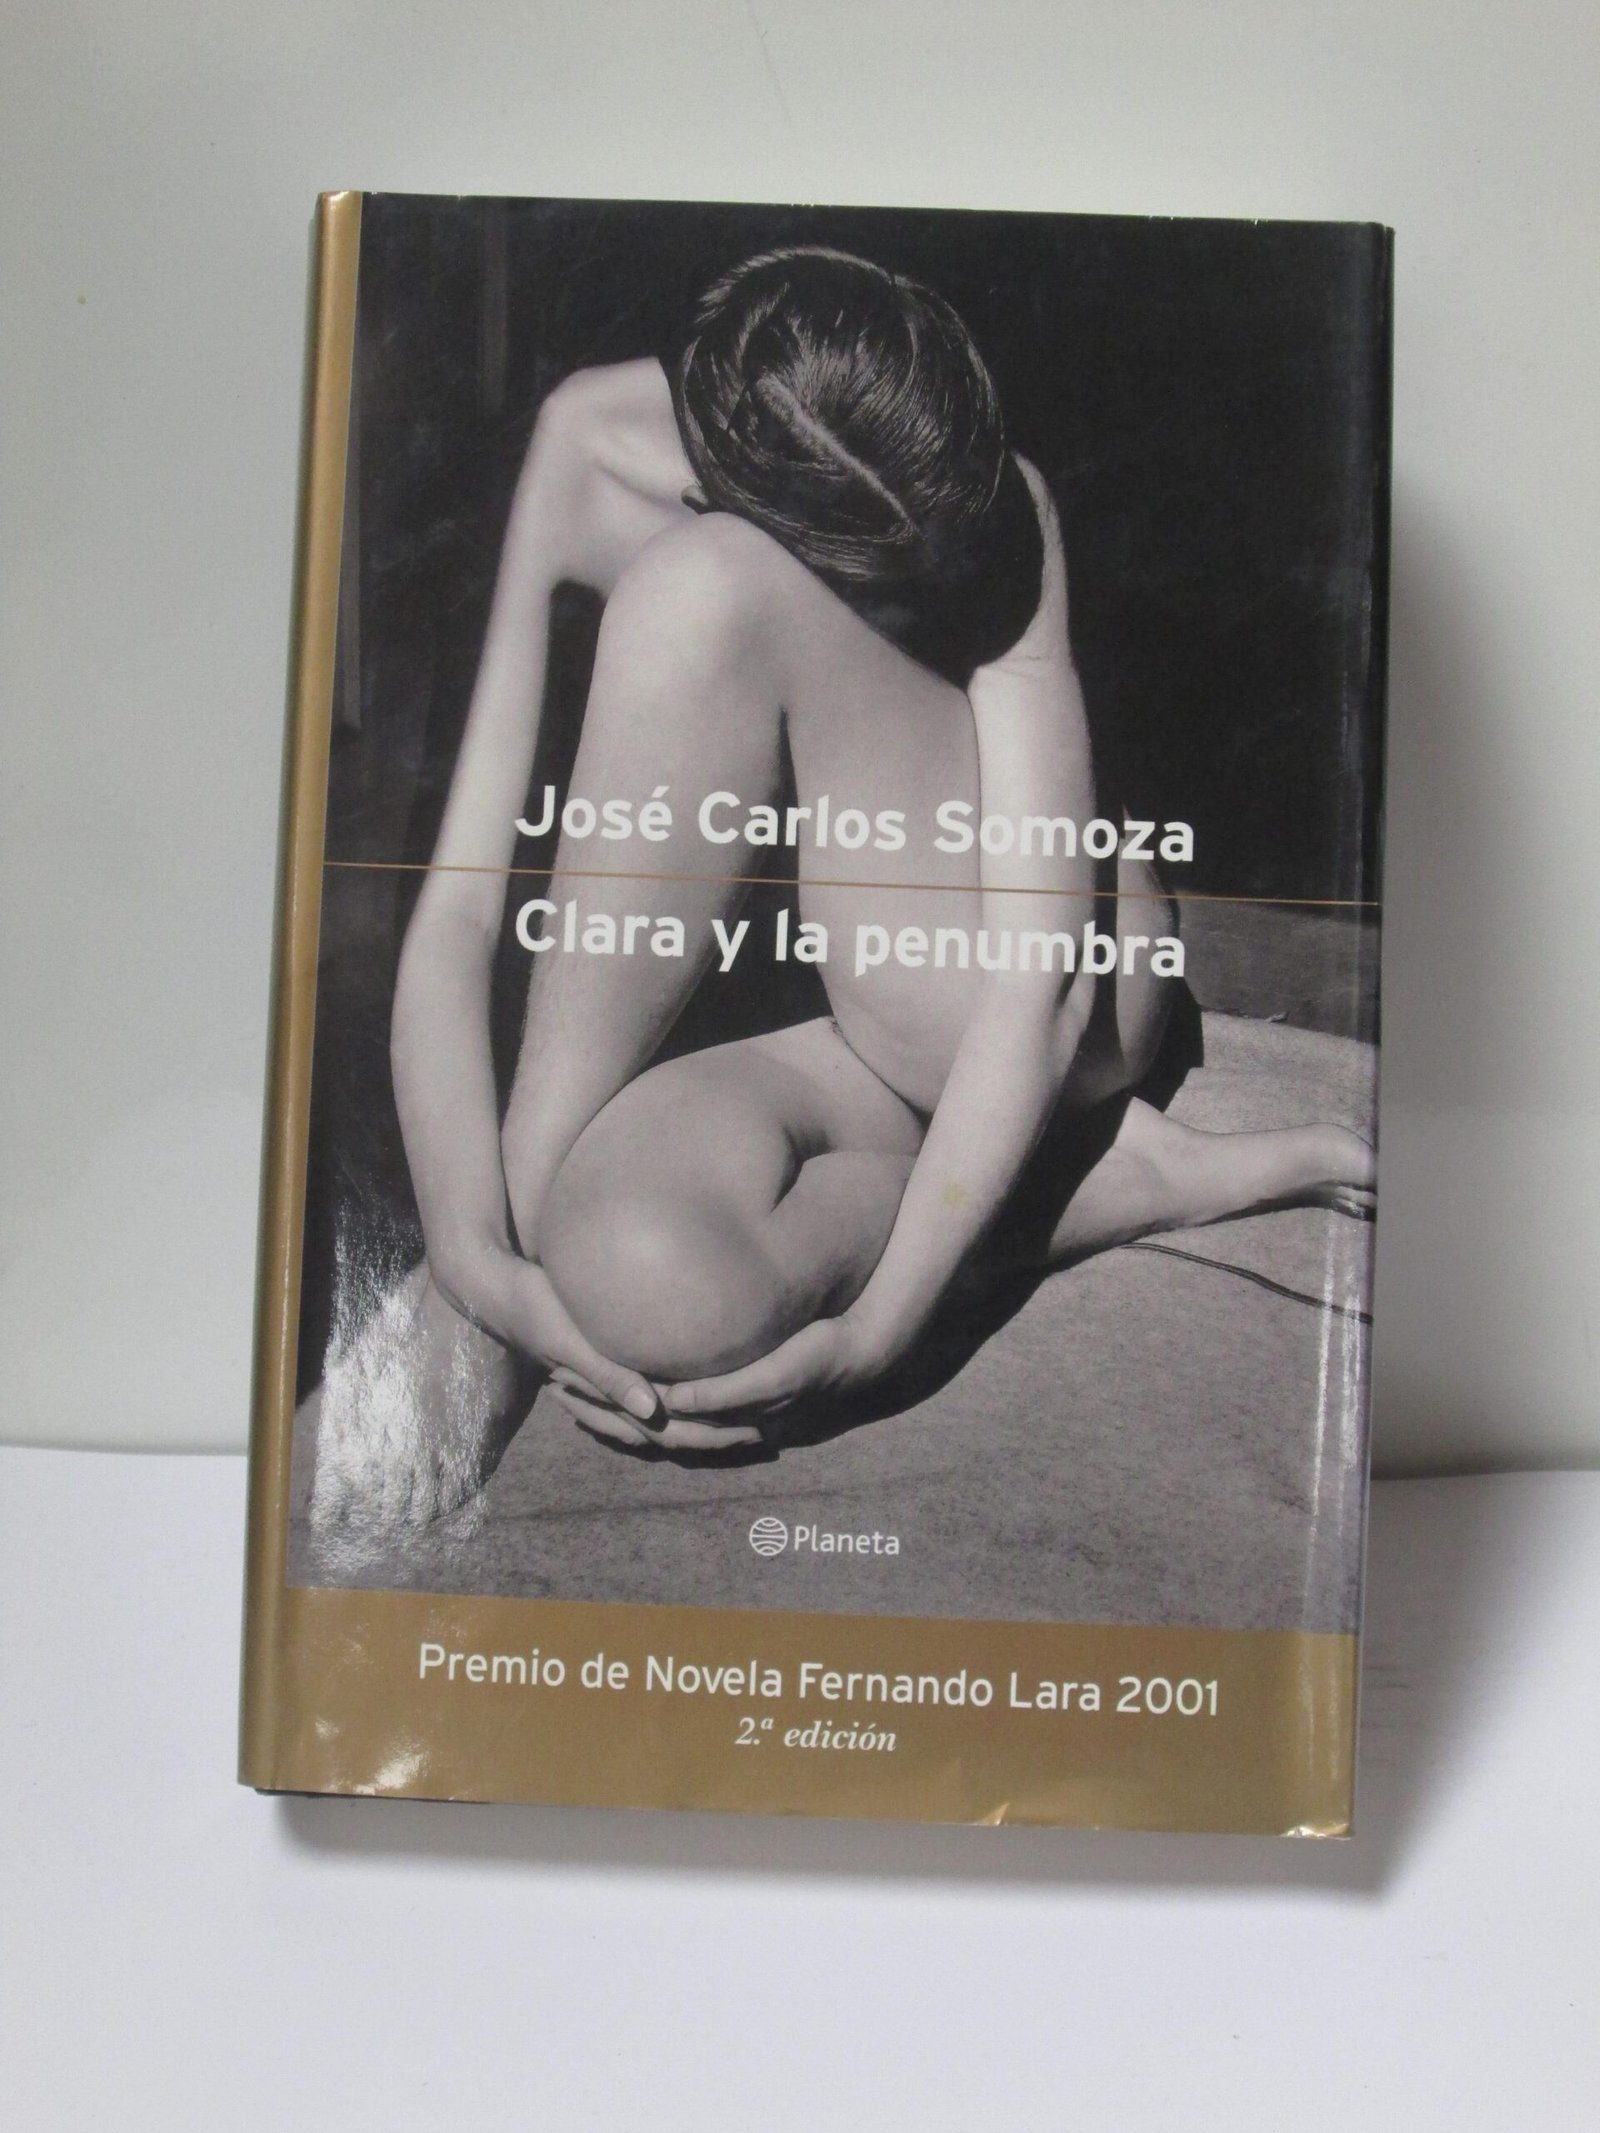 José Carlos Somoza
Clara y la penumbra
Planeta
Premio de Novela Fernando Lara 2001
2.ª edición